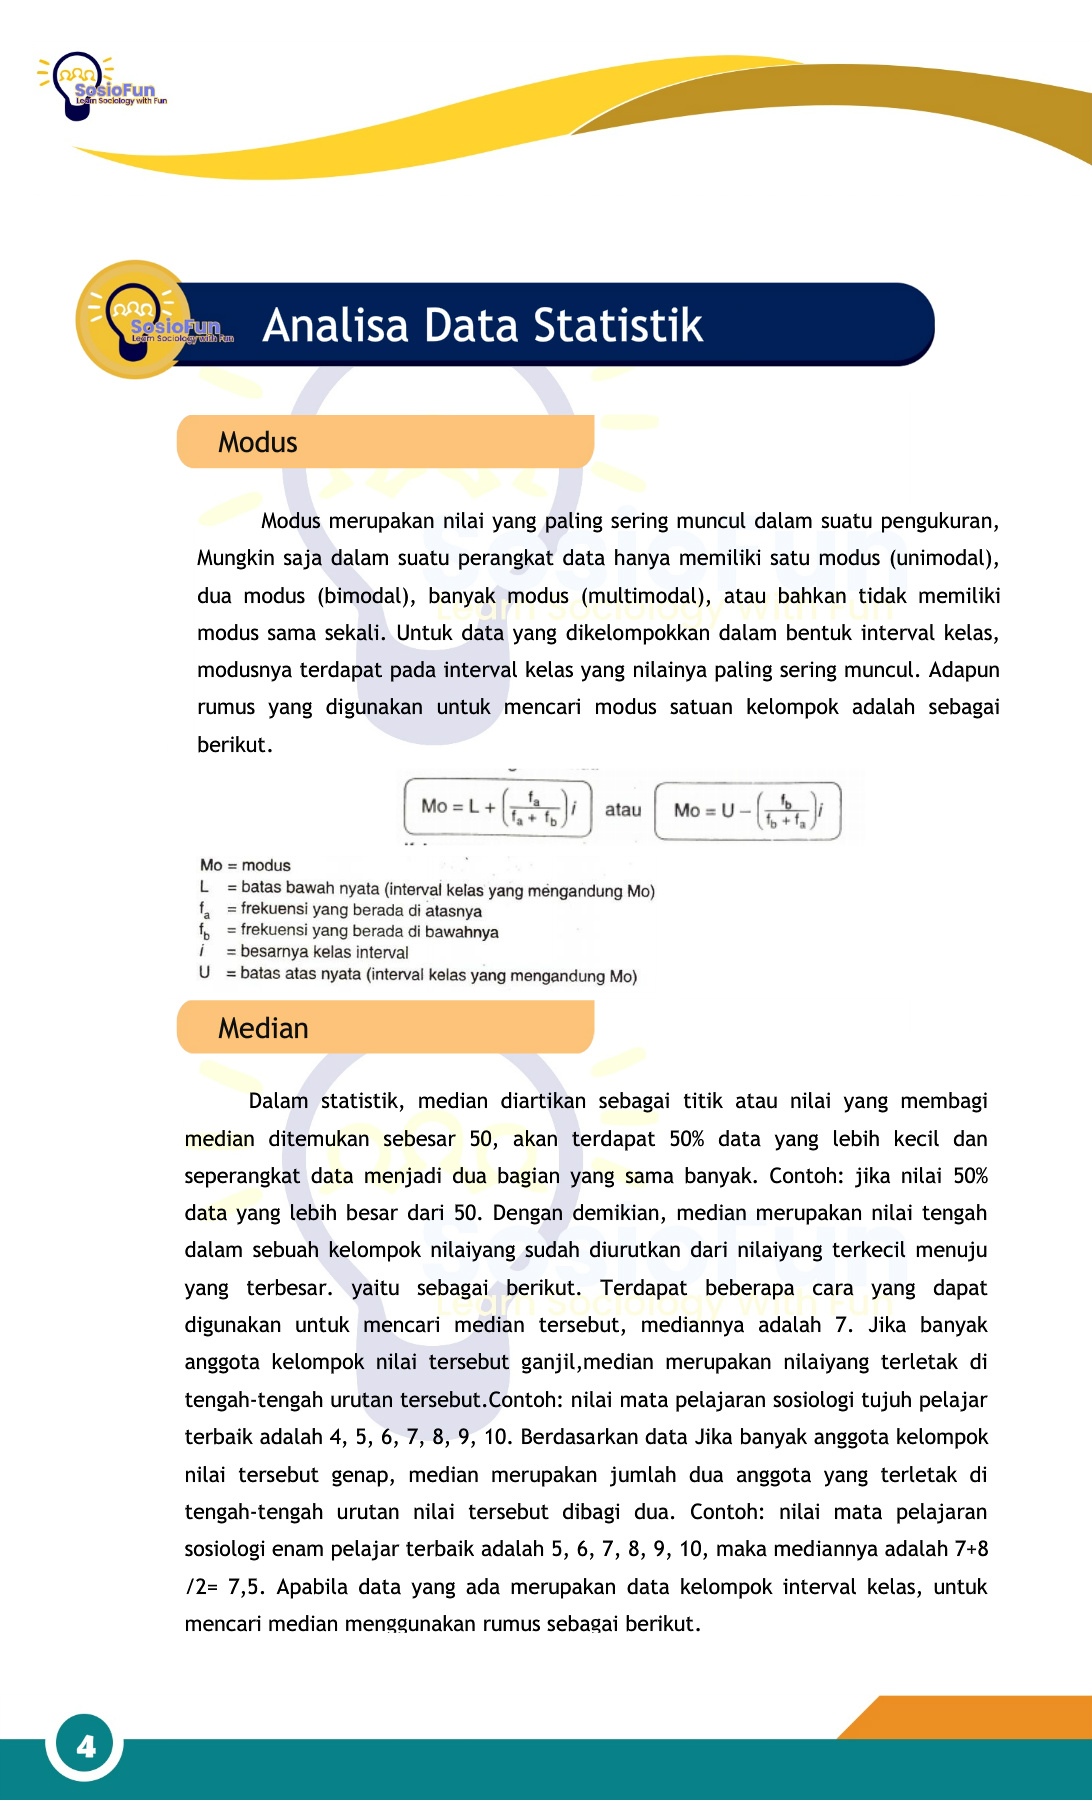 SosioFun
Learn Sociology with Fun
SosioFun
Learn Sociology with Fun
Analisa Data Statistik
Modus
Modus merupakan nilai yang paling sering muncul dalam suatu pengukuran,
Mungkin saja dalam suatu perangkat data hanya memiliki satu modus (unimodal),
dua modus (bimodal), banyak modus (multimodal), atau bahkan tidak memiliki
modus sama sekali. Untuk data yang dikelompokkan dalam bentuk interval kelas,
modusnya terdapat pada interval kelas yang nilainya paling sering muncul. Adapun
rumus yang digunakan untuk mencari modus satuan kelompok adalah sebagai
berikut.
Mo = L + (fa / (fa + fb)) i atau Mo = U − (fb / (fb + fa)) i
Mo = modus
L = batas bawah nyata (interval kelas yang mengandung Mo)
fa = frekuensi yang berada di atasnya
fb = frekuensi yang berada di bawahnya
i = besarnya kelas interval
U = batas atas nyata (interval kelas yang mengandung Mo)
Median
Dalam statistik, median diartikan sebagai titik atau nilai yang membagi
median ditemukan sebesar 50, akan terdapat 50% data yang lebih kecil dan
seperangkat data menjadi dua bagian yang sama banyak. Contoh: jika nilai 50%
data yang lebih besar dari 50. Dengan demikian, median merupakan nilai tengah
dalam sebuah kelompok nilaiyang sudah diurutkan dari nilaiyang terkecil menuju
yang terbesar. yaitu sebagai berikut. Terdapat beberapa cara yang dapat
digunakan untuk mencari median tersebut, mediannya adalah 7. Jika banyak
anggota kelompok nilai tersebut ganjil,median merupakan nilaiyang terletak di
tengah-tengah urutan tersebut.Contoh: nilai mata pelajaran sosiologi tujuh pelajar
terbaik adalah 4, 5, 6, 7, 8, 9, 10. Berdasarkan data Jika banyak anggota kelompok
nilai tersebut genap, median merupakan jumlah dua anggota yang terletak di
tengah-tengah urutan nilai tersebut dibagi dua. Contoh: nilai mata pelajaran
sosiologi enam pelajar terbaik adalah 5, 6, 7, 8, 9, 10, maka mediannya adalah 7+8
/2= 7,5. Apabila data yang ada merupakan data kelompok interval kelas, untuk
mencari median menggunakan rumus sebagai berikut.
4